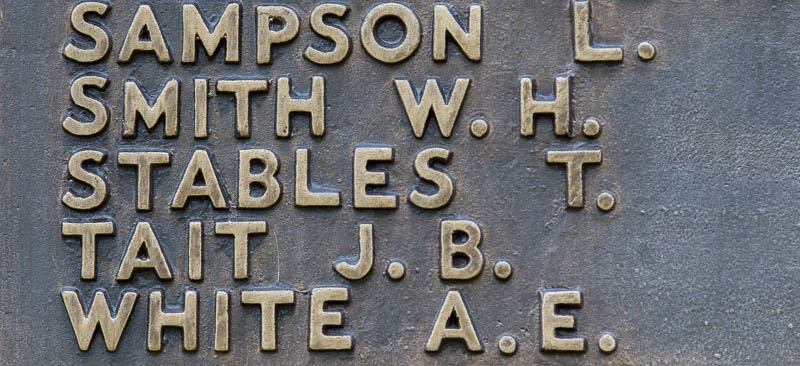 SAMPSON L.
SMITH W. H.
STABLES T.
TAIT J. B.
WHITE A. E.